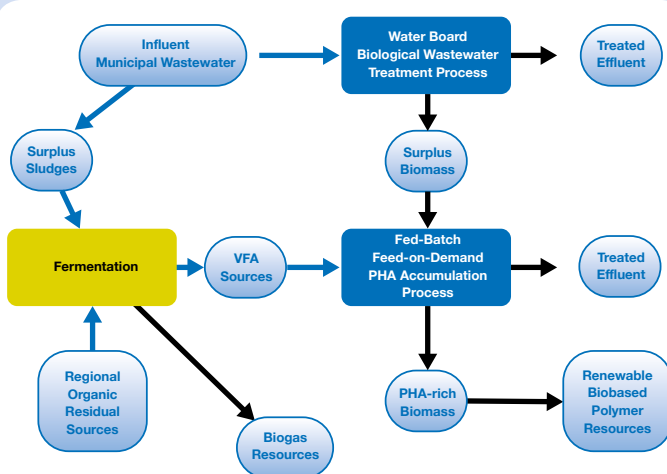 Influent
Municipal Wastewater
Water Board
Biological Wastewater
Treatment Process
Treated
Effluent
Surplus
Sludges
Surplus
Biomass
Fermentation
VFA
Sources
Fed-Batch
Feed-on-Demand
PHA Accumulation
Process
Treated
Effluent
Regional
Organic
Residual
Sources
Biogas
Resources
PHA-rich
Biomass
Renewable
Biobased
Polymer
Resources